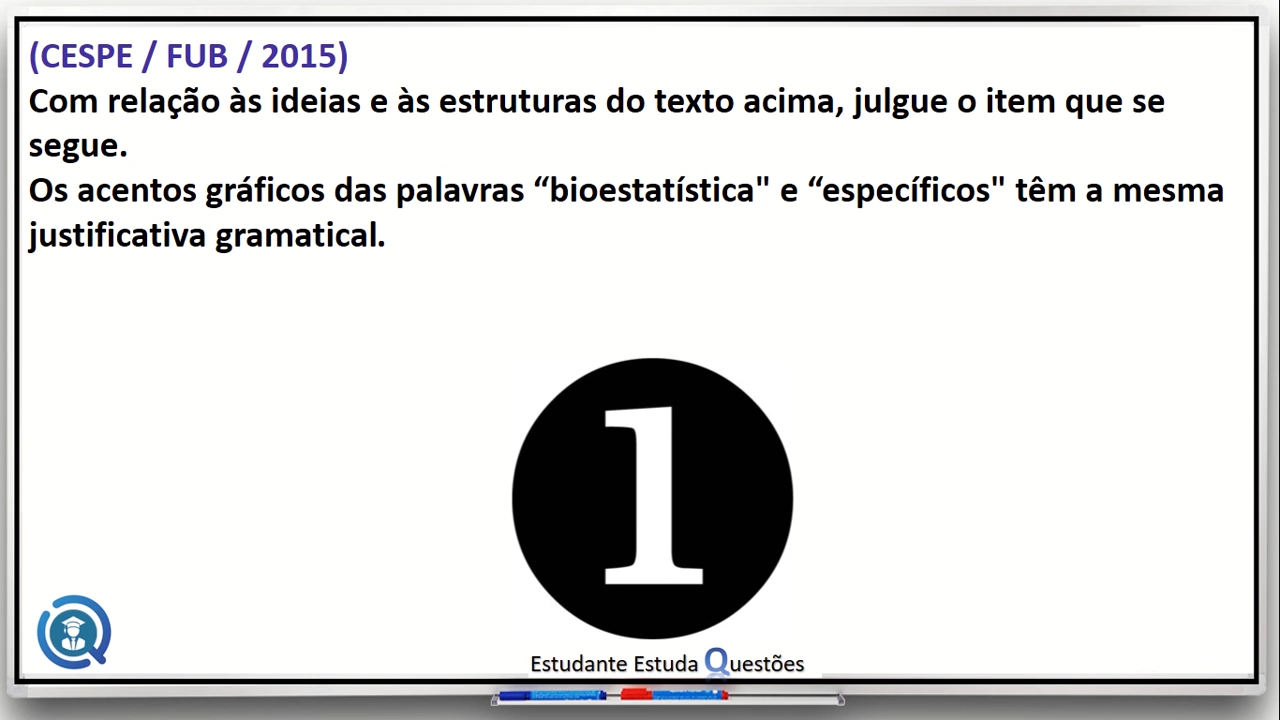 (CESPE / FUB / 2015)
Com relação às ideias e às estruturas do texto acima, julgue o item que se
segue.
Os acentos gráficos das palavras “bioestatística" e “específicos" têm a mesma
justificativa gramatical.
1
Estudante Estuda Questões